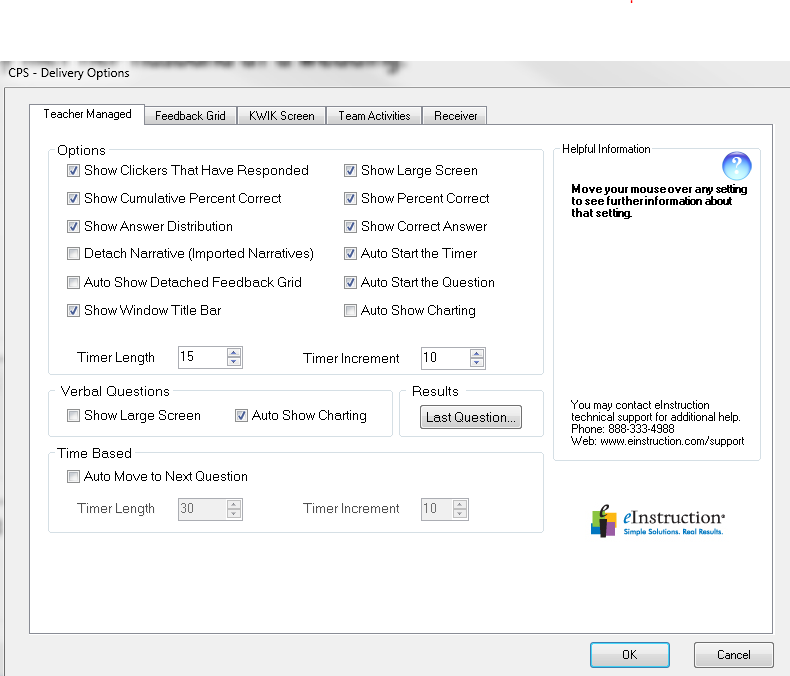 CPS - Delivery Options
Teacher Managed
Feedback Grid
KWIK Screen
Team Activities
Receiver
Options
Show Clickers That Have Responded
Show Large Screen
Show Cumulative Percent Correct
Show Percent Correct
Show Answer Distribution
Show Correct Answer
Detach Narrative (Imported Narratives)
Auto Start the Timer
Auto Show Detached Feedback Grid
Auto Start the Question
Show Window Title Bar
Auto Show Charting
Timer Length 15
Timer Increment 10
Verbal Questions
Show Large Screen
Auto Show Charting
Results
Last Question...
Time Based
Auto Move to Next Question
Timer Length 30
Timer Increment 10
Helpful Information
?
Move your mouse over any setting
to see further information about
that setting.
You may contact eInstruction
technical support for additional help.
Phone: 888-333-4988
Web: www.einstruction.com/support
eInstruction
Simple Solutions. Real Results.
OK
Cancel